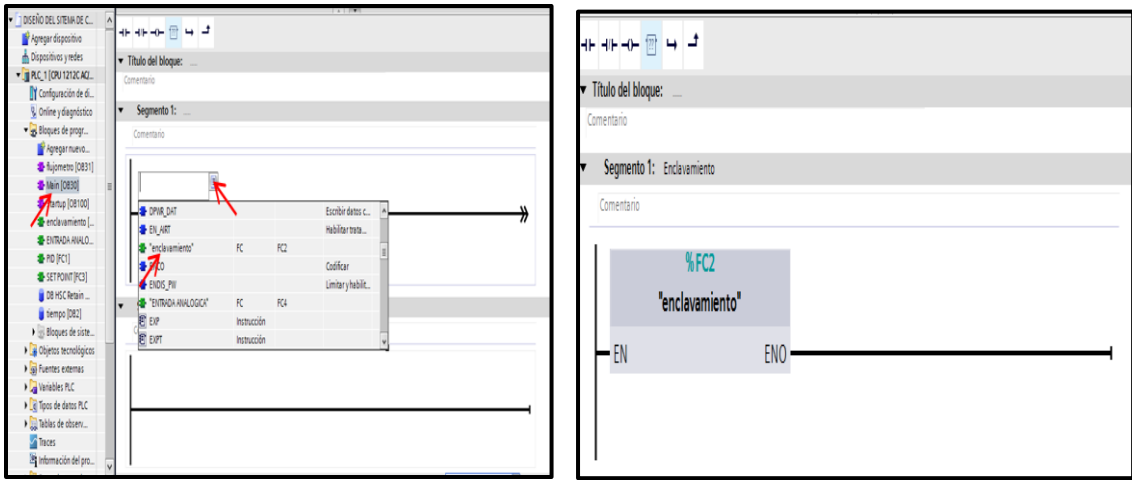 DISEÑO DEL SITEMA DE C...
Agregar dispositivo
Dispositivos y redes
PLC_1 [CPU 1212C AC/...
Configuración de di...
Online y diagnóstico
Bloques de progr...
Agregar nuevo...
flujometro [OB31]
Main [OB30]
Startup [OB100]
enclavamiento [...
ENTRADA ANALO...
PID [FC1]
SET POINT [FC3]
DB HSC Retain ...
tiempo [DB2]
Bloques de siste...
Objetos tecnológicos
Fuentes externas
Variables PLC
Tipos de datos PLC
Tablas de observ...
Traces
Información del pro...
Título del bloque: ...
Comentario
Segmento 1: ...
Comentario
DPWR_DAT Escribir datos c...
EN_AIRT Habilitar trata...
"enclavamiento" FC FC2
Codificar
ENDIS_PW Limitar y habilit...
"ENTRADA ANALOGICA" FC FC4
EXP Instrucción
EXPT Instrucción
Título del bloque: ...
Comentario
Segmento 1: Enclavamiento
Comentario
%FC2
"enclavamiento"
EN ENO